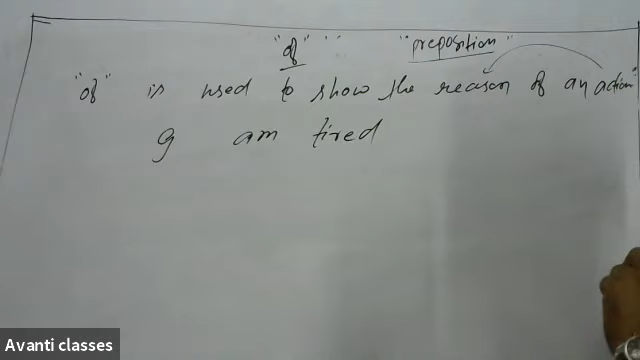 "of" ... "preposition"
"of" is used to show the reason of an action"
I am tired
Avanti classes